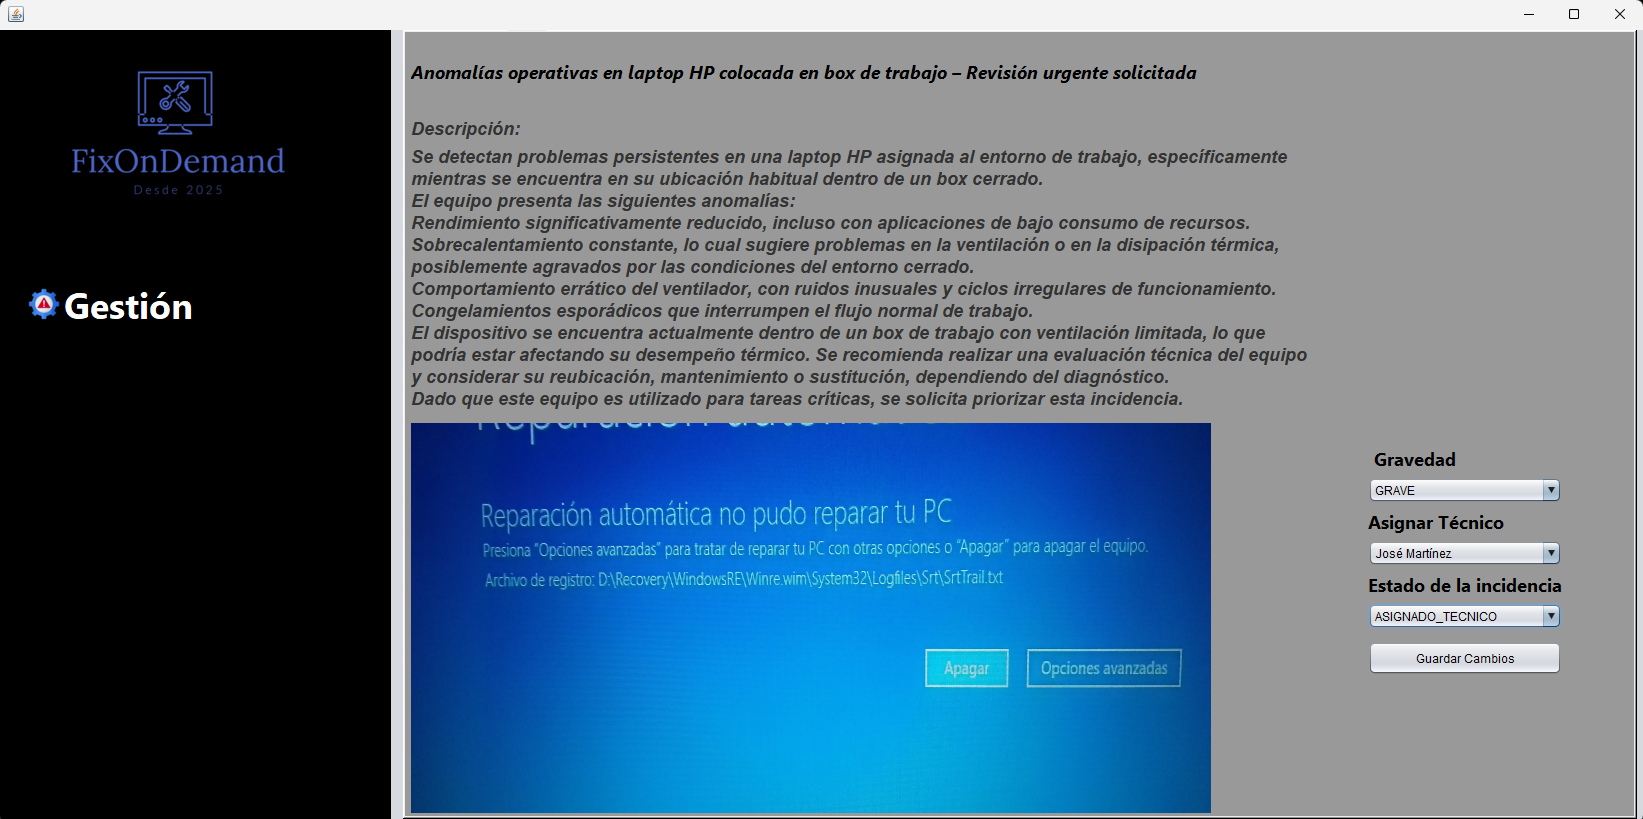 FixOnDemand
Desde 2025
Gestión
Anomalías operativas en laptop HP colocada en box de trabajo – Revisión urgente solicitada
Descripción:
Se detectan problemas persistentes en una laptop HP asignada al entorno de trabajo, específicamente
mientras se encuentra en su ubicación habitual dentro de un box cerrado.
El equipo presenta las siguientes anomalías:
Rendimiento significativamente reducido, incluso con aplicaciones de bajo consumo de recursos.
Sobrecalentamiento constante, lo cual sugiere problemas en la ventilación o en la disipación térmica,
posiblemente agravados por las condiciones del entorno cerrado.
Comportamiento errático del ventilador, con ruidos inusuales y ciclos irregulares de funcionamiento.
Congelamientos esporádicos que interrumpen el flujo normal de trabajo.
El dispositivo se encuentra actualmente dentro de un box de trabajo con ventilación limitada, lo que
podría estar afectando su desempeño térmico. Se recomienda realizar una evaluación técnica del equipo
y considerar su reubicación, mantenimiento o sustitución, dependiendo del diagnóstico.
Dado que este equipo es utilizado para tareas críticas, se solicita priorizar esta incidencia.
Reparación
Reparación automática no pudo reparar tu PC
Presiona "Opciones avanzadas" para tratar de reparar tu PC con otras opciones o "Apagar" para apagar el equipo.
Archivo de registro: D:\Recovery\WindowsRE\Winre.wim\System32\Logfiles\Srt\SrtTrail.txt
Apagar
Opciones avanzadas
Gravedad
GRAVE
Asignar Técnico
José Martínez
Estado de la incidencia
ASIGNADO_TECNICO
Guardar Cambios